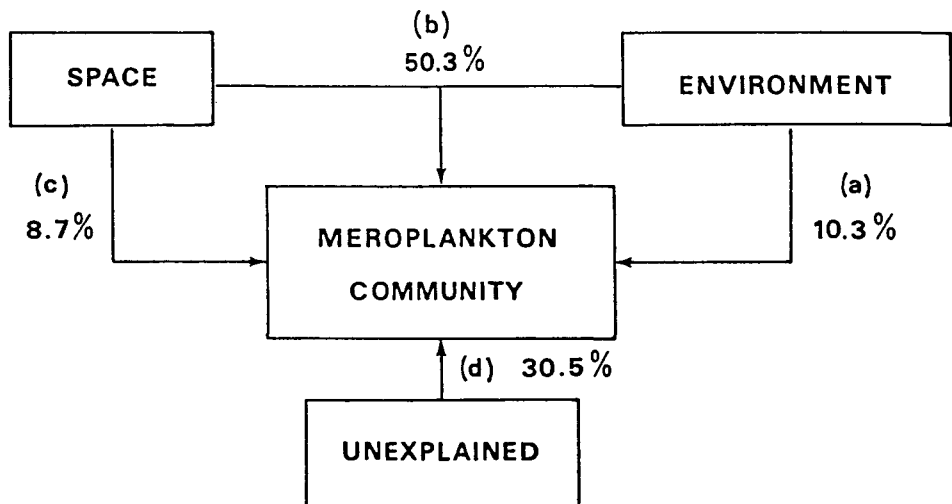 (b)
50.3%
SPACE
ENVIRONMENT
(c)
8.7%
(a)
10.3%
MEROPLANKTON
COMMUNITY
(d) 30.5%
UNEXPLAINED